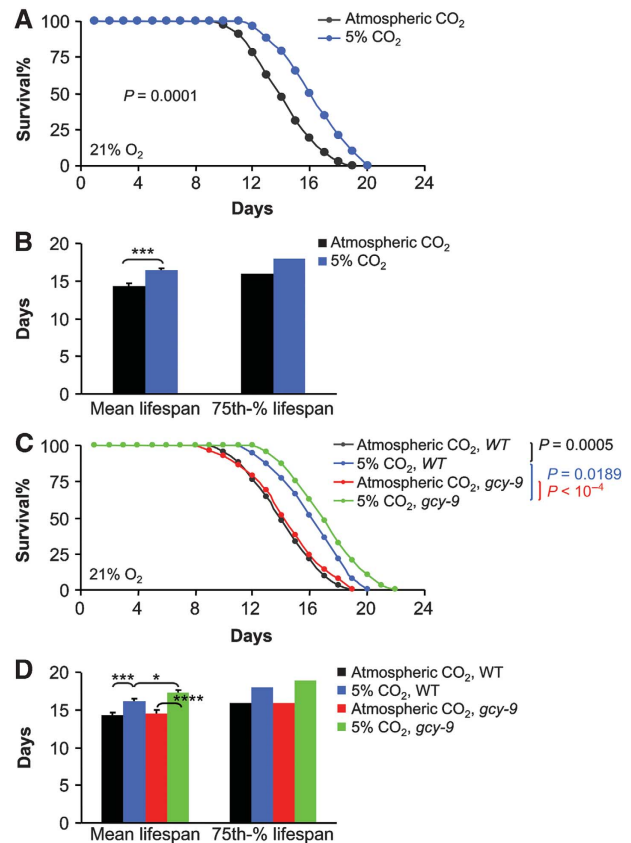 A
Survival%
100
75
50
25
0
Atmospheric CO₂
5% CO₂
P = 0.0001
21% O₂
0 4 8 12 16 20 24
Days
B
Days
20
15
10
5
0
***
Atmospheric CO₂
5% CO₂
Mean lifespan 75th-% lifespan
C
Survival%
100
75
50
25
0
Atmospheric CO₂, WT
5% CO₂, WT
Atmospheric CO₂, gcy-9
5% CO₂, gcy-9
P = 0.0005
P = 0.0189
P < 10⁻⁴
21% O₂
0 4 8 12 16 20 24
Days
D
Days
20
15
10
5
0
*** *
****
Atmospheric CO₂, WT
5% CO₂, WT
Atmospheric CO₂, gcy-9
5% CO₂, gcy-9
Mean lifespan 75th-% lifespan